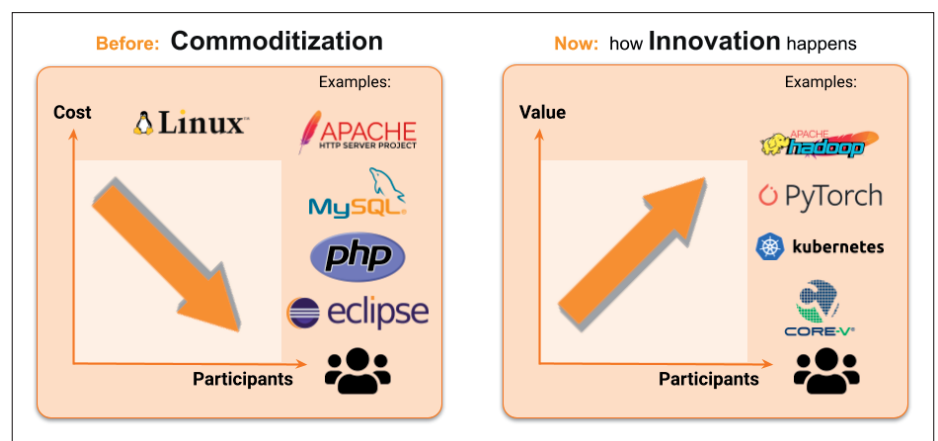 Before: Commoditization
Examples:
Cost
Linux™
APACHE
HTTP SERVER PROJECT
MySQL®
php
eclipse
Participants
Now: how Innovation happens
Examples:
Value
APACHE
hadoop
PyTorch
kubernetes
CORE-V®
Participants